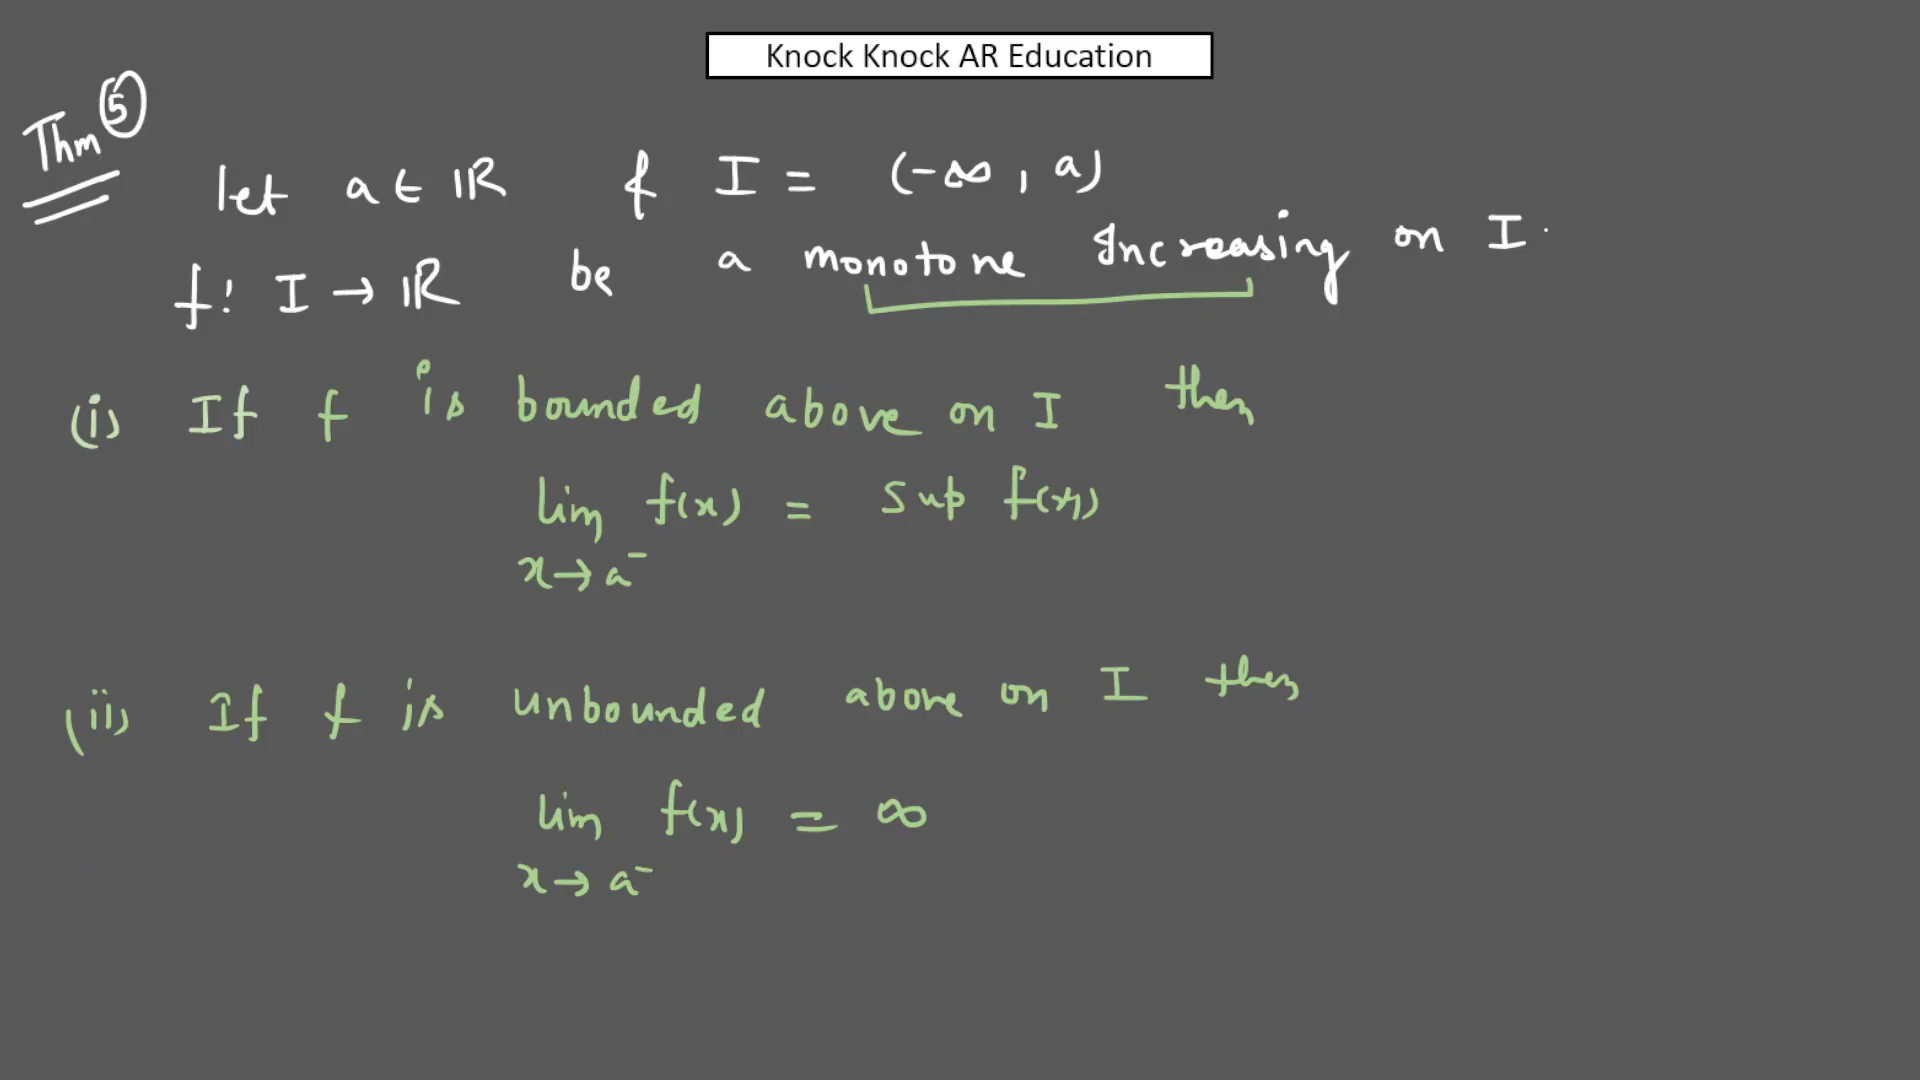 Knock Knock AR Education
Thm ⑤
let a ∈ ℝ & I = (-∞, a)
f: I → ℝ be a monotone Increasing on I.
(i) If f is bounded above on I then
lim f(x) = sup f(x)
x→a⁻
(ii) If f is unbounded above on I then
lim f(x) = ∞
x→a⁻